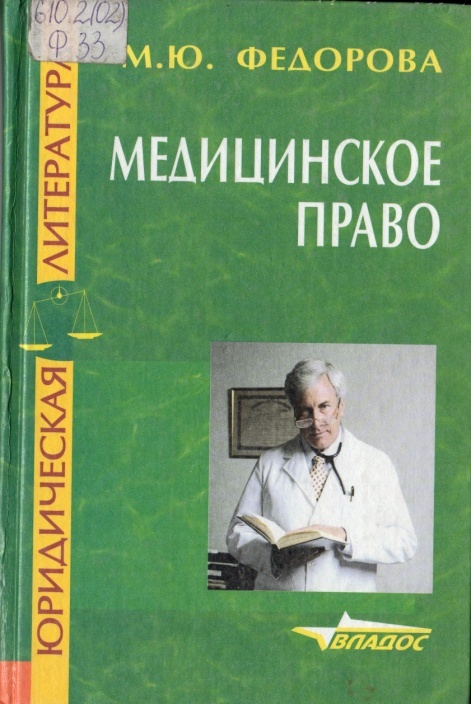 610.2(02)
Ф 33
М.Ю. ФЕДОРОВА
МЕДИЦИНСКОЕ
ПРАВО
ЮРИДИЧЕСКАЯ ЛИТЕРАТУРА
ВЛАДОС